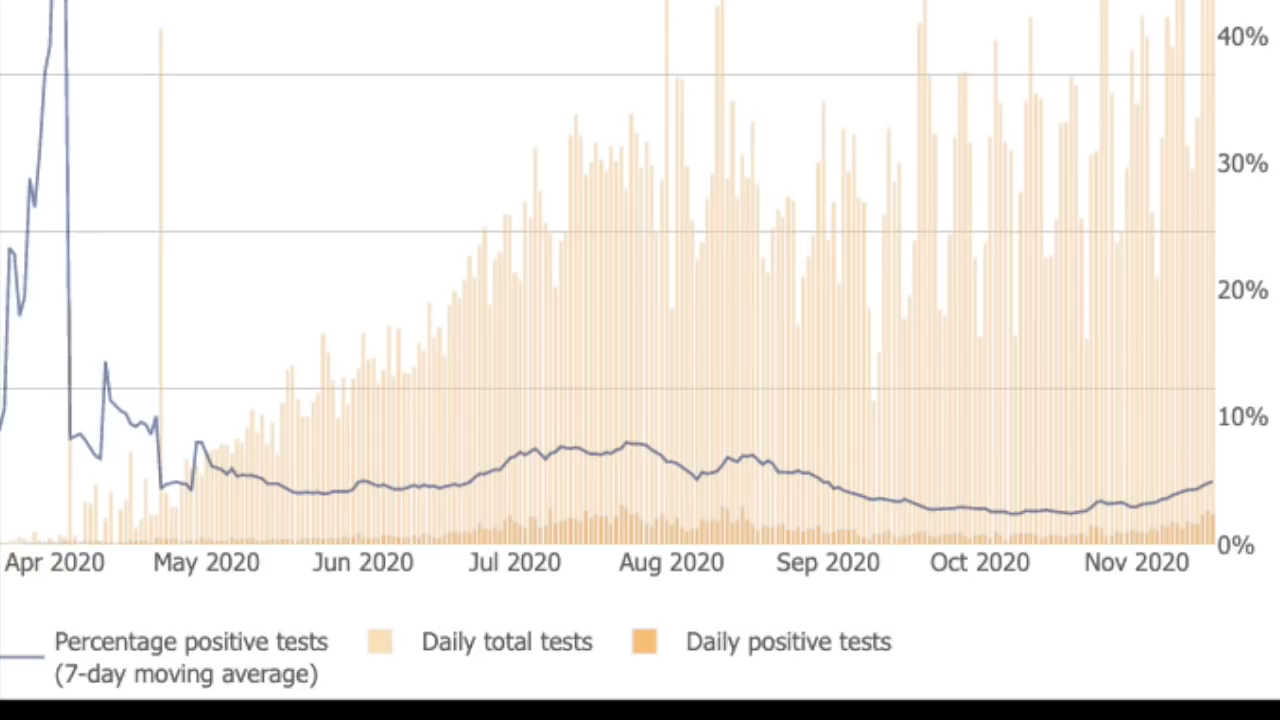 40%
30%
20%
10%
0%
Apr 2020 May 2020 Jun 2020 Jul 2020 Aug 2020 Sep 2020 Oct 2020 Nov 2020
Percentage positive tests Daily total tests Daily positive tests
(7-day moving average)